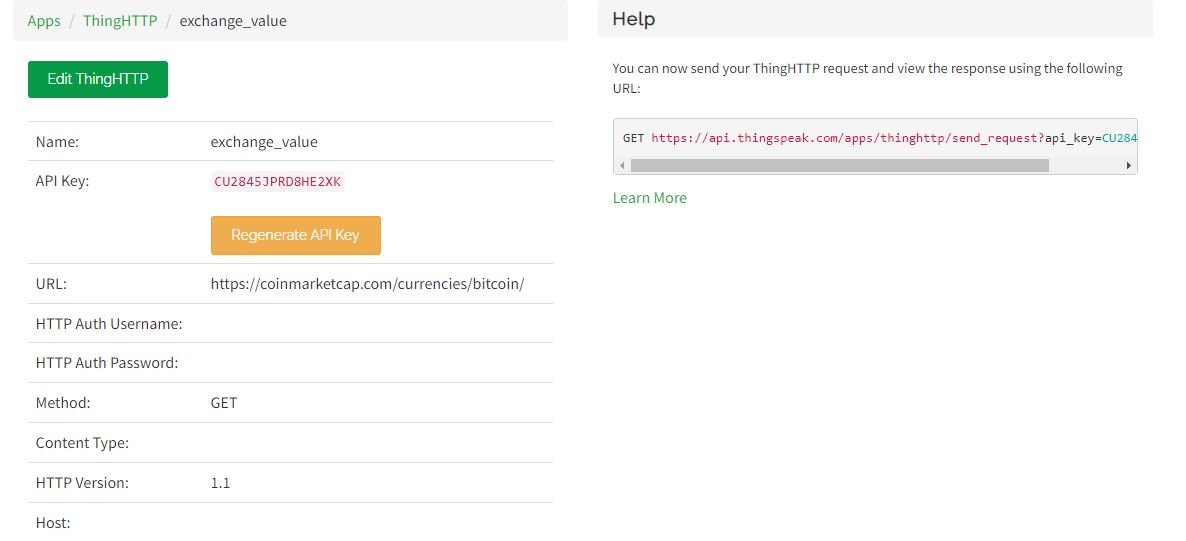 Apps / ThingHTTP / exchange_value
Edit ThingHTTP
Name: exchange_value
API Key: CU2845JPRD8HE2XK
Regenerate API Key
URL: https://coinmarketcap.com/currencies/bitcoin/
HTTP Auth Username:
HTTP Auth Password:
Method: GET
Content Type:
HTTP Version: 1.1
Host:
Help
You can now send your ThingHTTP request and view the response using the following
URL:
GET https://api.thingspeak.com/apps/thinghttp/send_request?api_key=CU284
Learn More